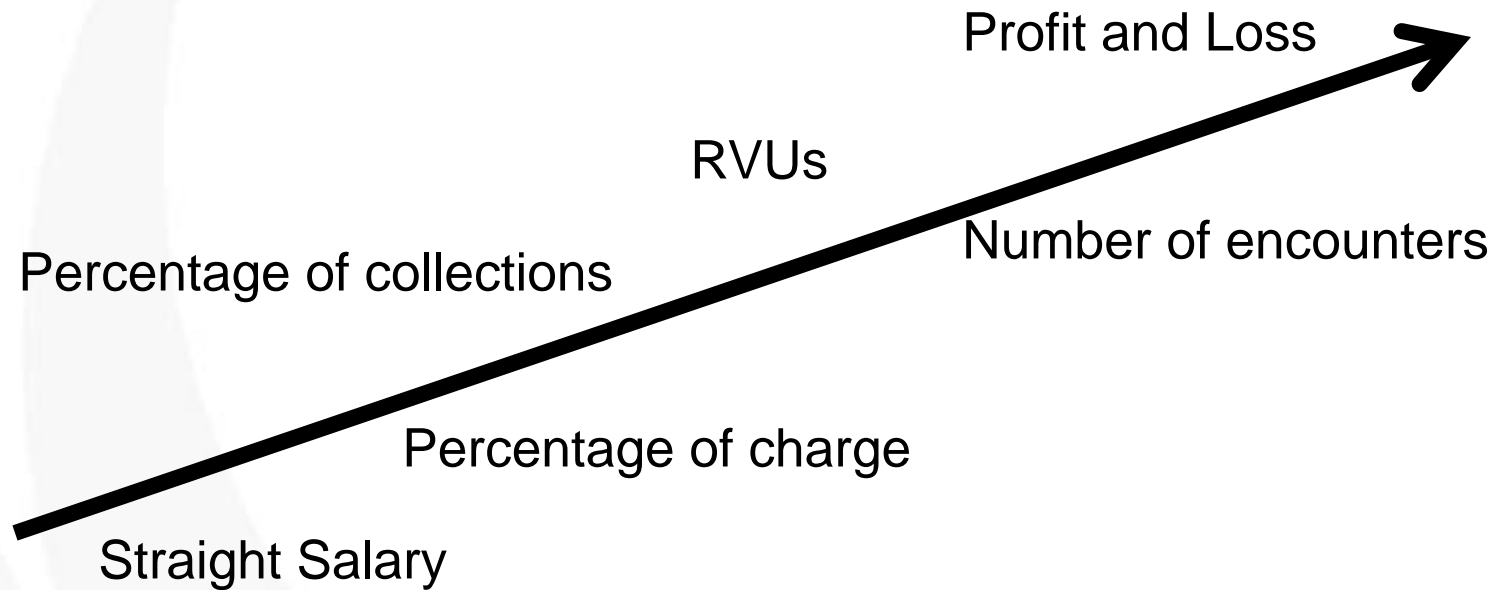 Profit and Loss
RVUs
Number of encounters
Percentage of collections
Percentage of charge
Straight Salary